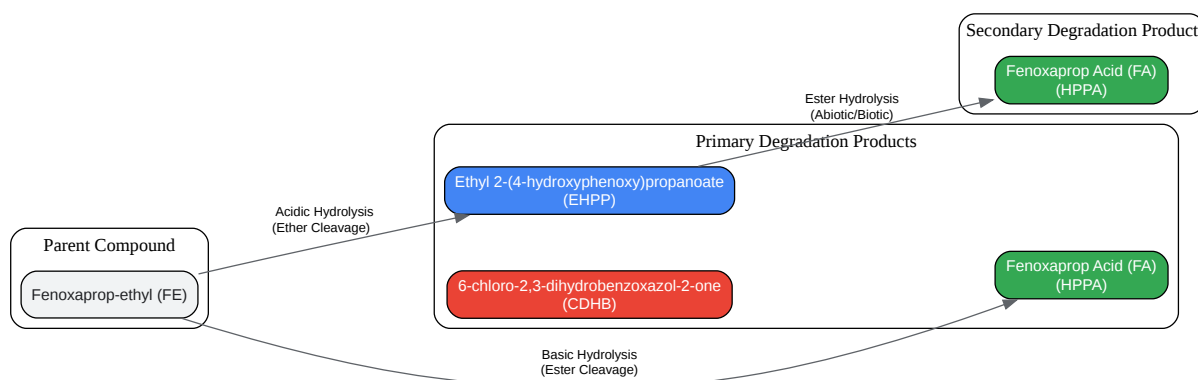 Secondary Degradation Product
Fenoxaprop Acid (FA)
(HPPA)
Ester Hydrolysis
(Abiotic/Biotic)
Primary Degradation Products
Ethyl 2-(4-hydroxyphenoxy)propanoate
(EHPP)
Acidic Hydrolysis
(Ether Cleavage)
Parent Compound
Fenoxaprop-ethyl (FE)
6-chloro-2,3-dihydrobenzoxazol-2-one
(CDHB)
Fenoxaprop Acid (FA)
(HPPA)
Basic Hydrolysis
(Ester Cleavage)